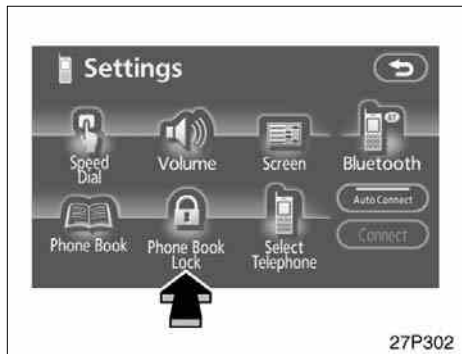 Settings
Speed
Dial
Volume
Screen
Bluetooth
Auto Connect
Phone Book
Phone Book
Lock
Select
Telephone
Connect
27P302